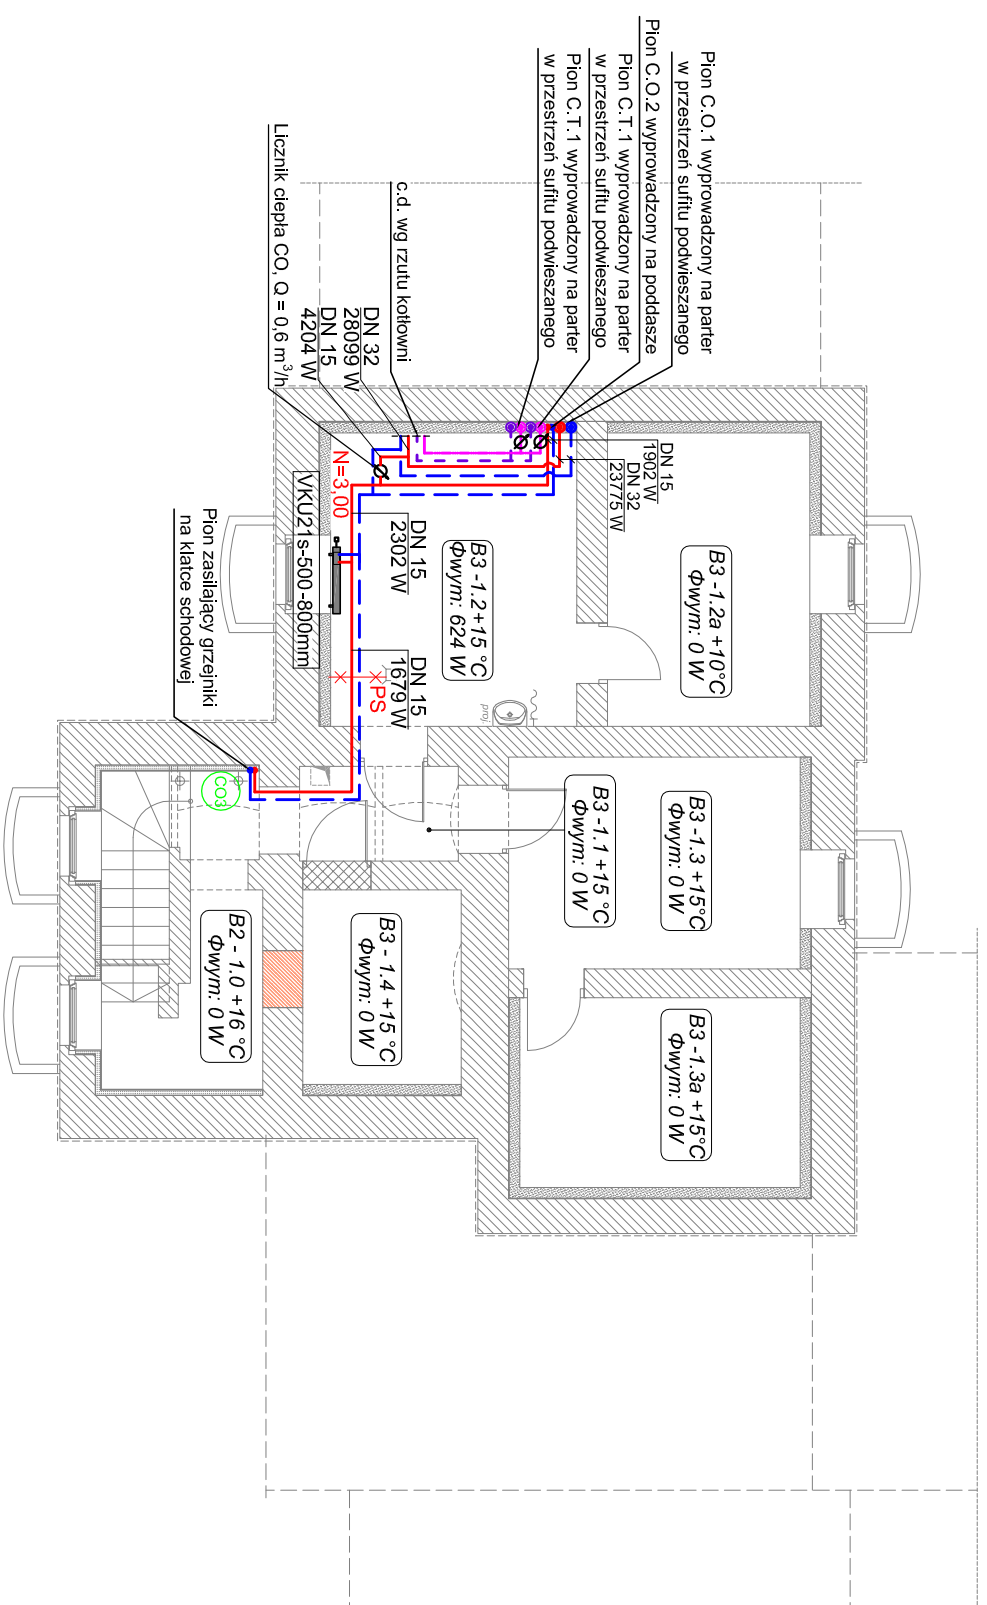 Pion C.O.1 wyprowadzony na parter
w przestrzeń sufitu podwieszanego
Pion C.O.2 wyprowadzony na poddasze
Pion C.T.1 wyprowadzony na parter
w przestrzeń sufitu podwieszanego
Pion C.T.1 wyprowadzony na parter
w przestrzeń sufitu podwieszanego
c.d. wg rzutu kotłowni
DN 32
28099 W
DN 15
4204 W
Licznik ciepła CO, Q = 0,6 m³/h
DN 15
1902 W
DN 32
23775 W
B3 -1.2a +10°C
Φwym: 0 W
B3 -1.2+15 °C
Φwym: 624 W
DN 15
2302 W
N=3,00
VKU21s-500-800mm
DN 15
1679 W
PS
proj.
Pion zasilający grzejniki
na klatce schodowej
CO3
B3 -1.3 +15°C
Φwym: 0 W
B3 -1.1 +15 °C
Φwym: 0 W
B3 - 1.4 +15 °C
Φwym: 0 W
B2 - 1.0 +16 °C
Φwym: 0 W
B3 -1.3a +15°C
Φwym: 0 W